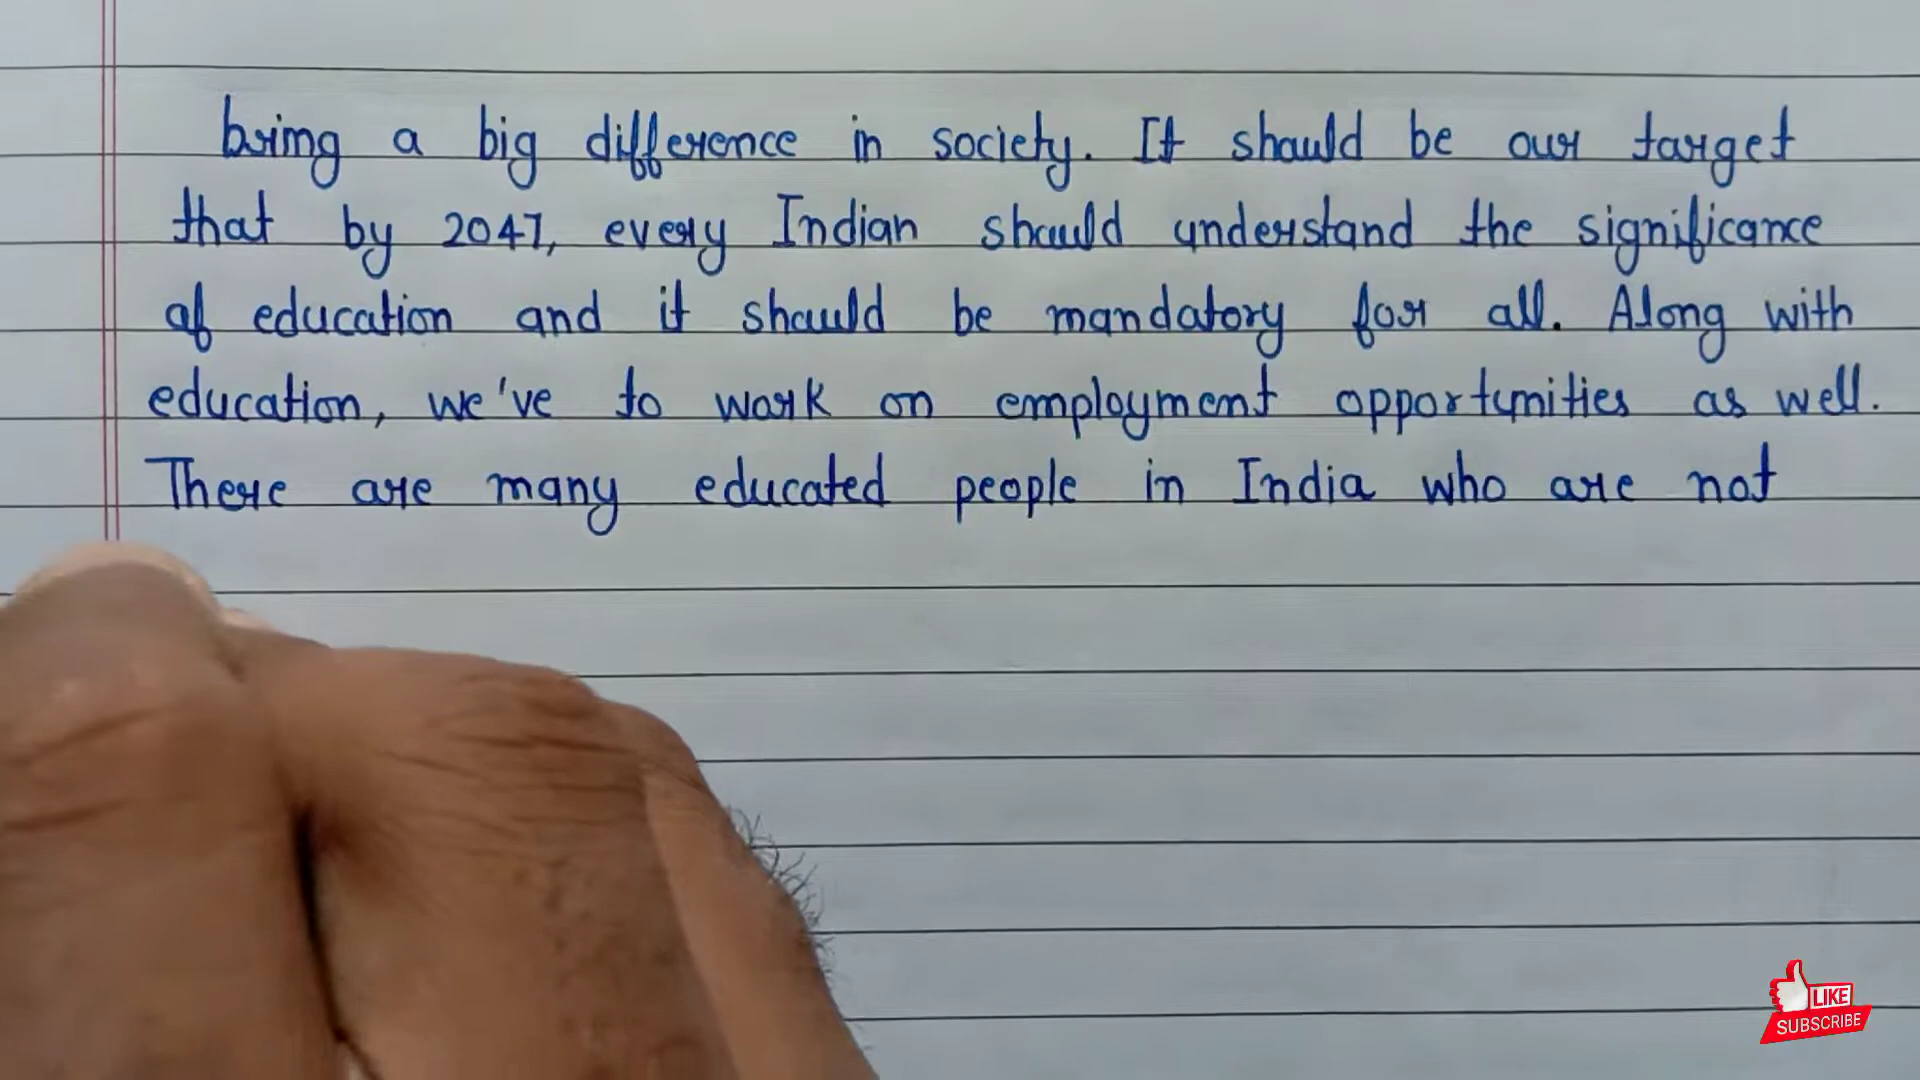 bring a big difference in society. It should be our target
that by 2047, every Indian should understand the significance
of education and it should be mandatory for all. Along with
education, we've to work on employment opportunities as well.
There are many educated people in India who are not
LIKE
SUBSCRIBE